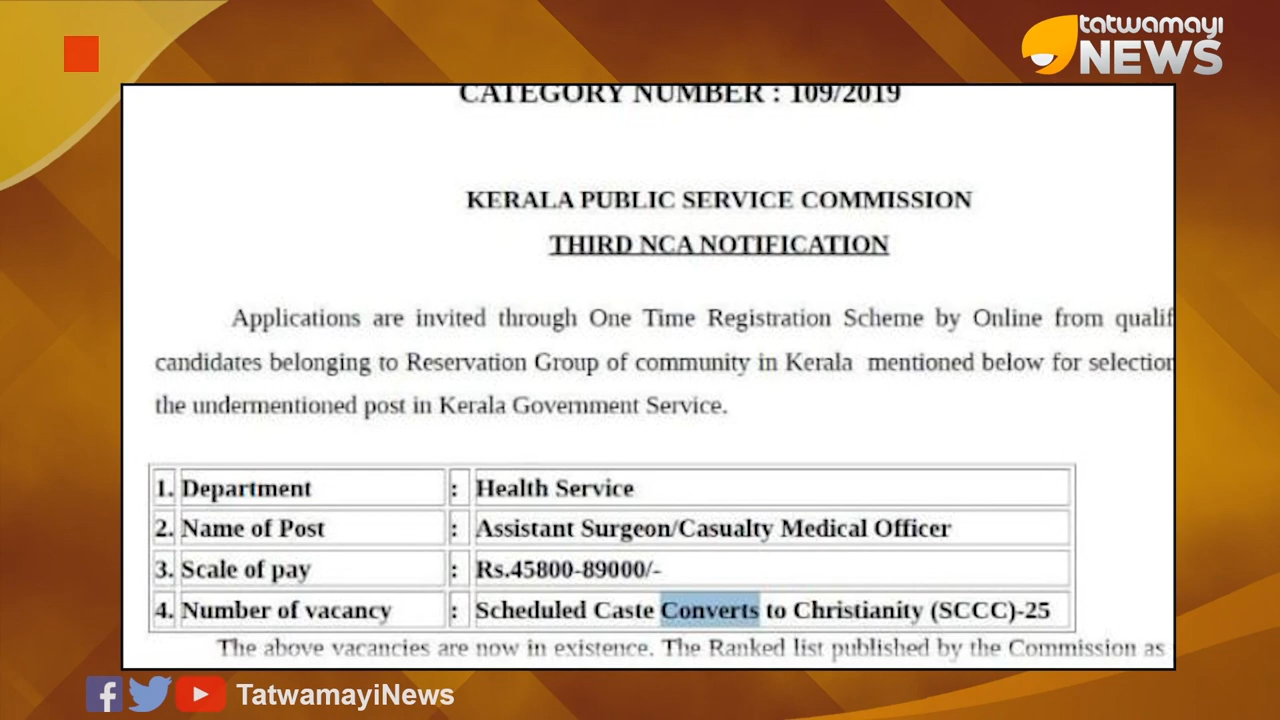 tatwamayi
NEWS
CATEGORY NUMBER : 109/2019
KERALA PUBLIC SERVICE COMMISSION
THIRD NCA NOTIFICATION
Applications are invited through One Time Registration Scheme by Online from qualif
candidates belonging to Reservation Group of community in Kerala mentioned below for selection
the undermentioned post in Kerala Government Service.
1. Department : Health Service
2. Name of Post : Assistant Surgeon/Casualty Medical Officer
3. Scale of pay : Rs.45800-89000/-
4. Number of vacancy : Scheduled Caste Converts to Christianity (SCCC)-25
The above vacancies are now in existence. The Ranked list published by the Commission as
TatwamayiNews